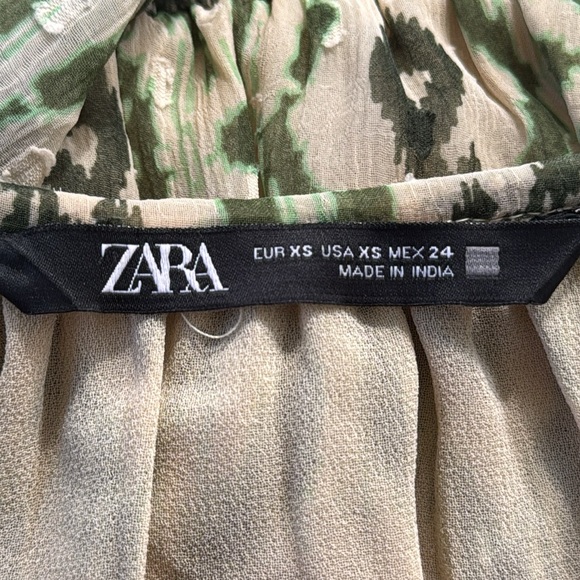 ZARA
EUR XS USA XS MEX 24
MADE IN INDIA